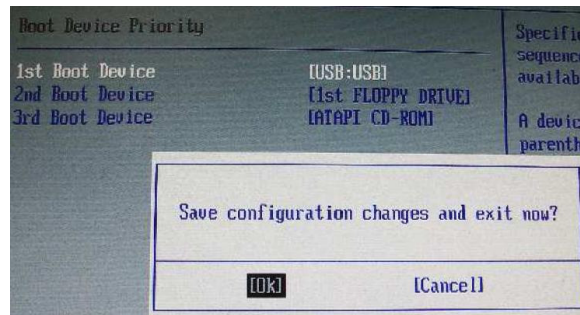 Boot Device Priority
1st Boot Device [USB:USB]
2nd Boot Device [1st FLOPPY DRIVE]
3rd Boot Device [ATAPI CD-ROM]
Specifi
sequenc
availab
A devic
parenth
Save configuration changes and exit now?
[Ok] [Cancel]